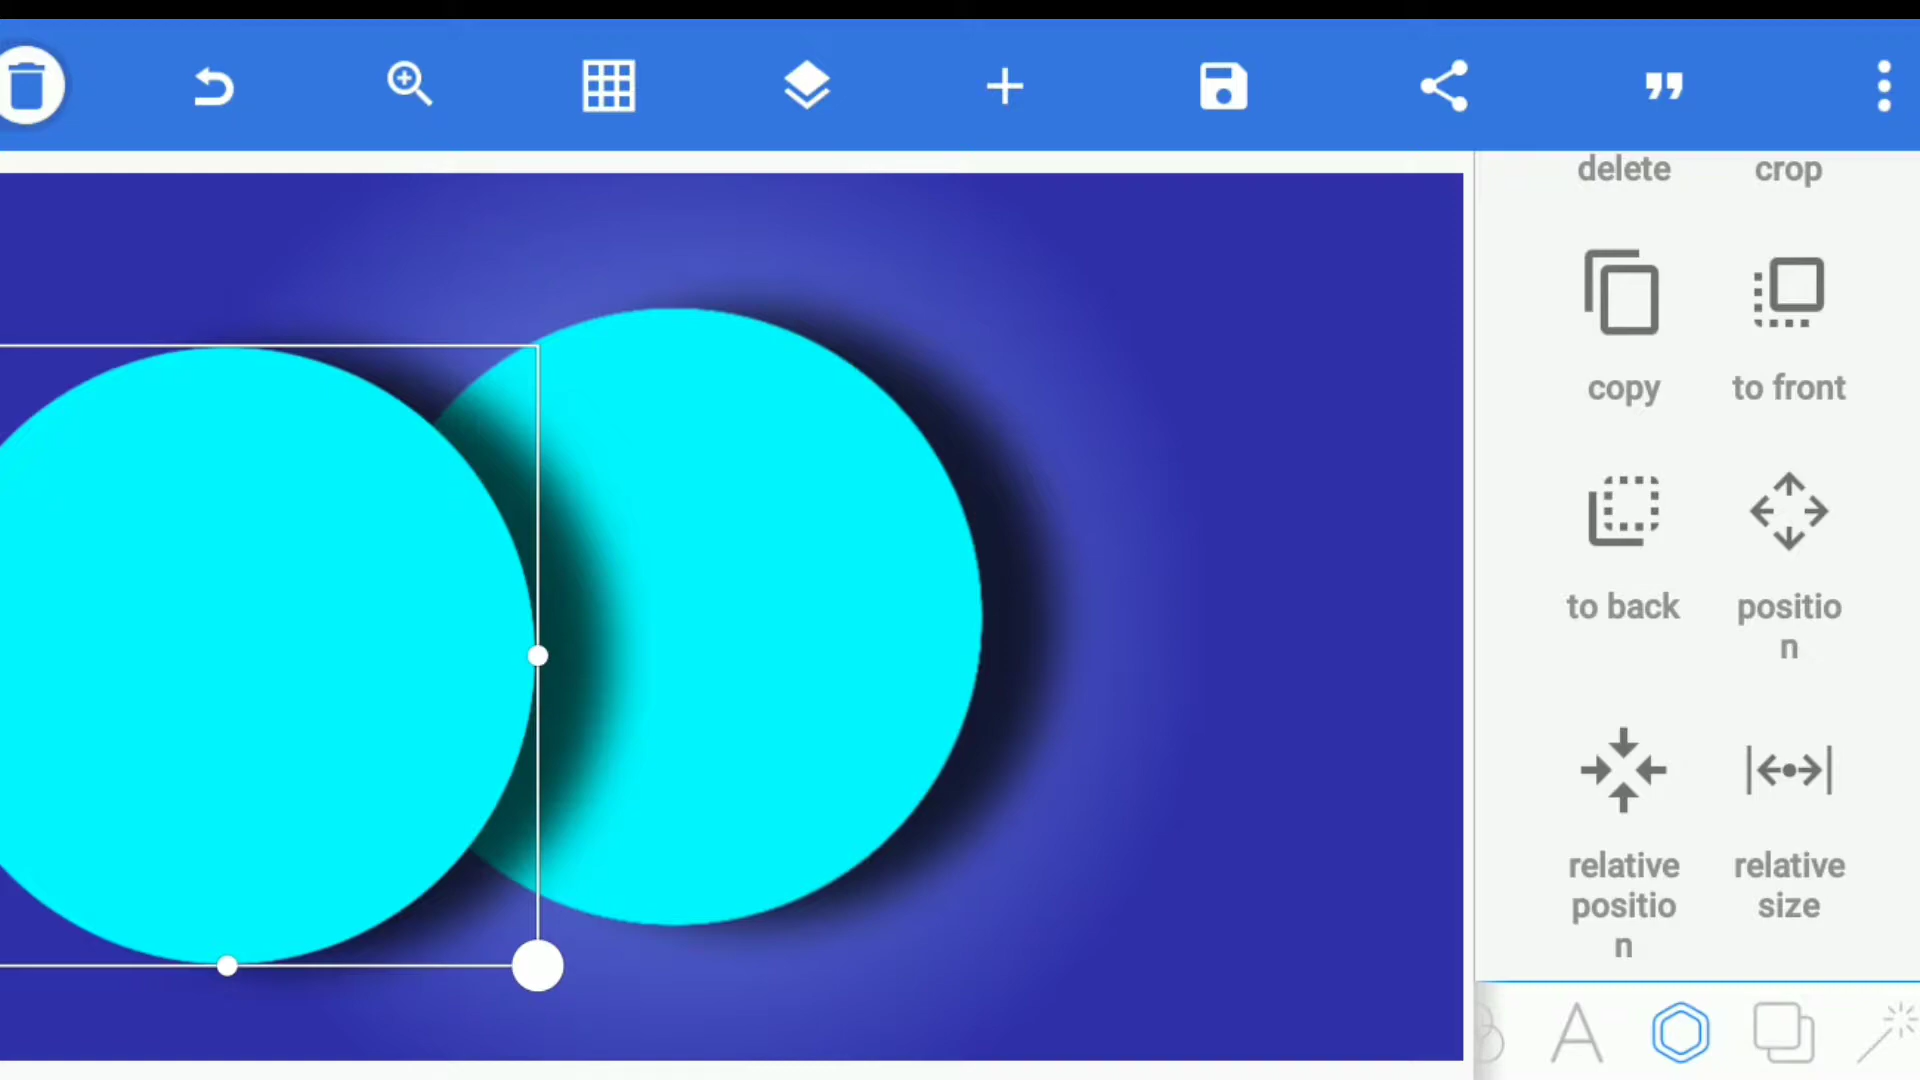 delete crop
copy to front
to back positio
n
relative relative
positio size
n